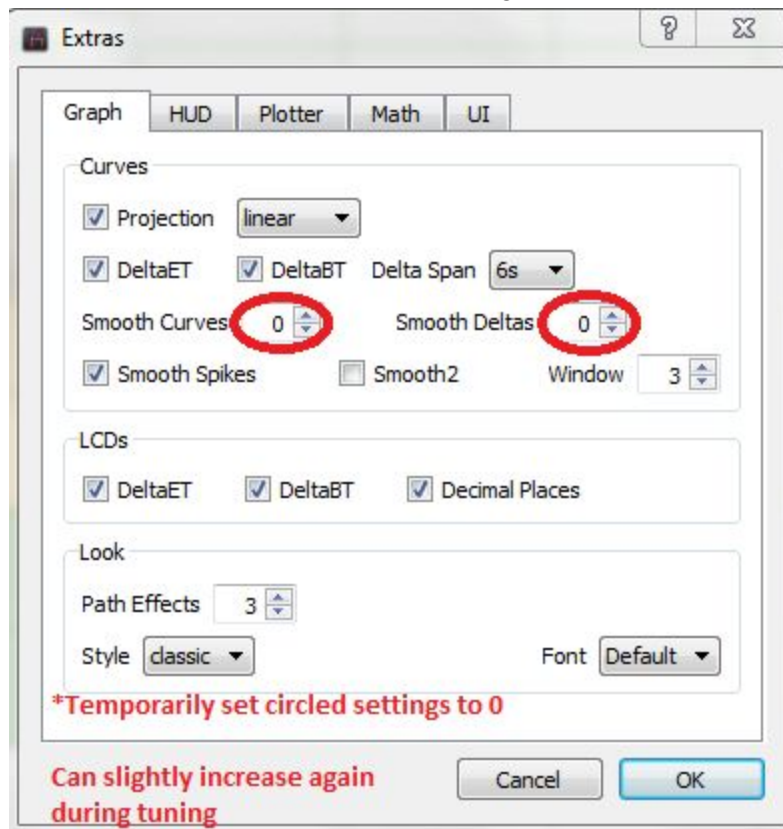 Extras
Graph HUD Plotter Math UI
Curves
Projection linear
DeltaET DeltaBT Delta Span 6s
Smooth Curves 0 Smooth Deltas 0
Smooth Spikes Smooth2 Window 3
LCDs
DeltaET DeltaBT Decimal Places
Look
Path Effects 3
Style classic Font Default
*Temporarily set circled settings to 0
Can slightly increase again
during tuning
Cancel OK